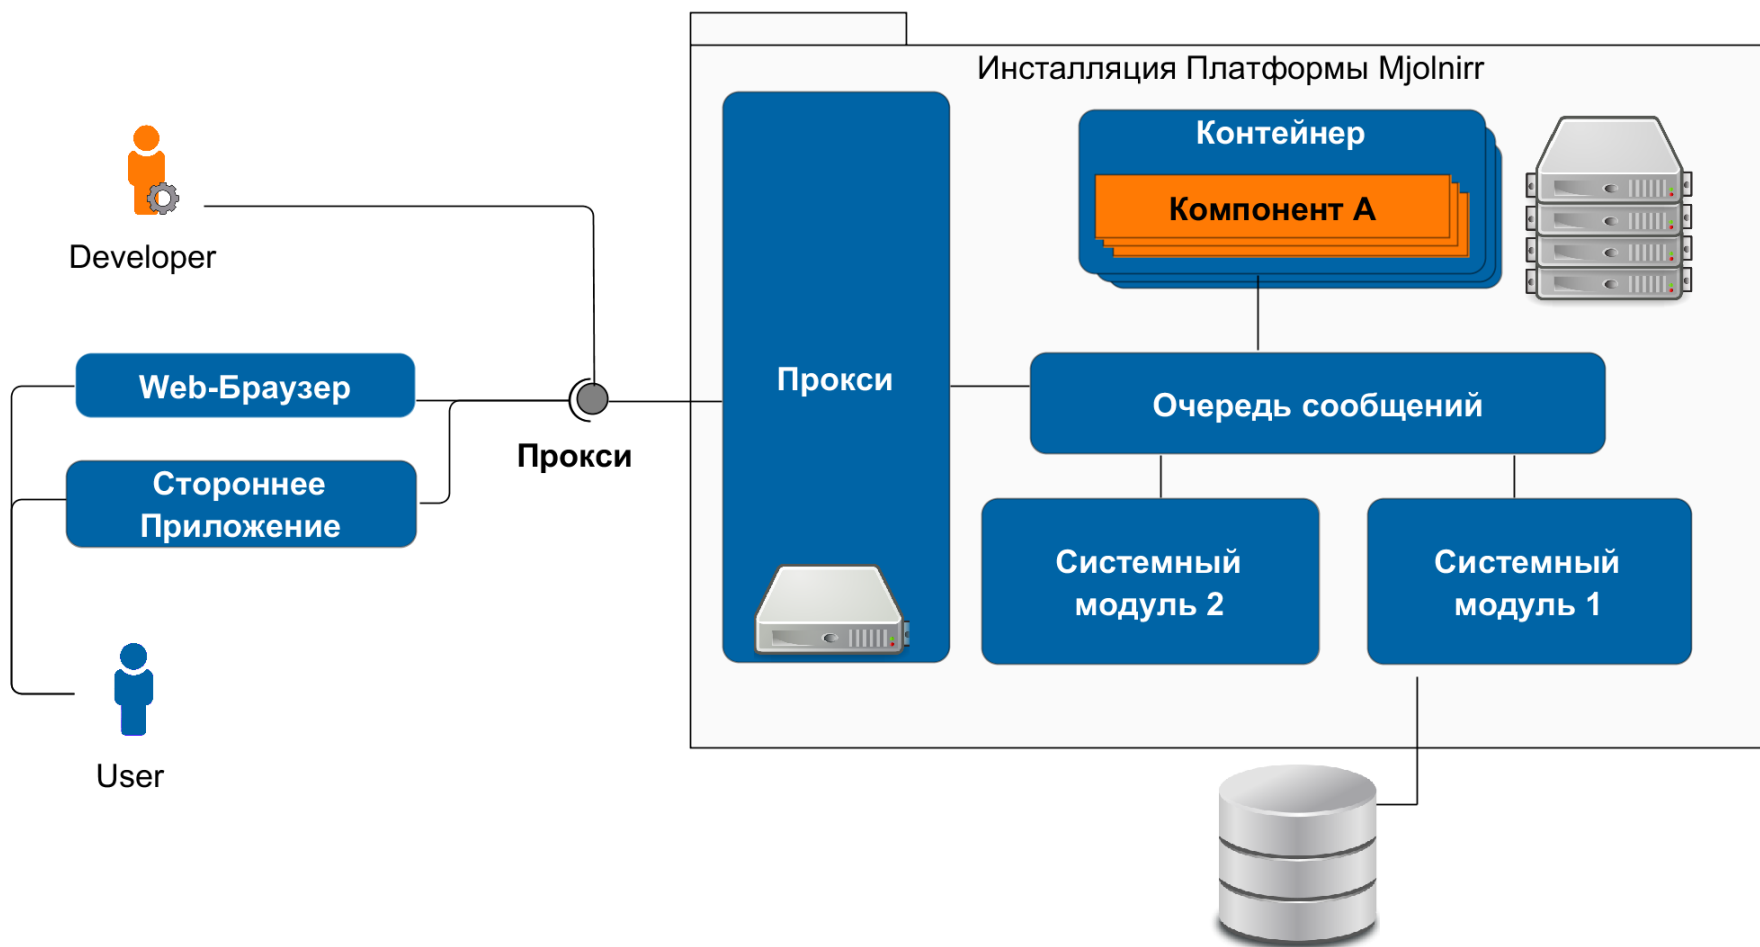 Инсталляция Платформы Mjolnirr
Контейнер
Компонент А
Developer
Web-Браузер
Прокси
Очередь сообщений
Прокси
Стороннее
Приложение
Системный
модуль 2
Системный
модуль 1
User